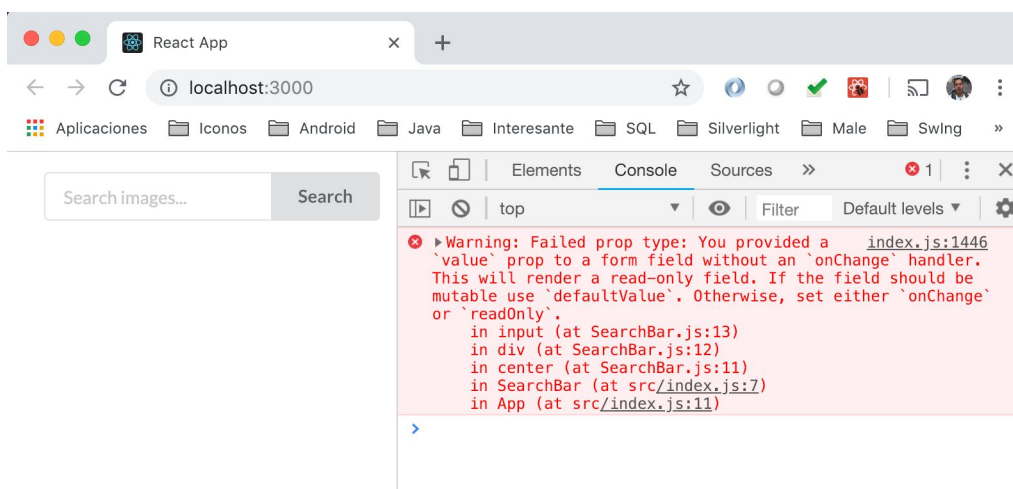 React App
localhost:3000
Aplicaciones Iconos Android Java Interesante SQL Silverlight Male SwIng »
Elements Console Sources » 1
Search images... Search
top Filter Default levels ▼
Warning: Failed prop type: You provided a index.js:1446
`value` prop to a form field without an `onChange` handler.
This will render a read-only field. If the field should be
mutable use `defaultValue`. Otherwise, set either `onChange`
or `readOnly`.
in input (at SearchBar.js:13)
in div (at SearchBar.js:12)
in center (at SearchBar.js:11)
in SearchBar (at src/index.js:7)
in App (at src/index.js:11)